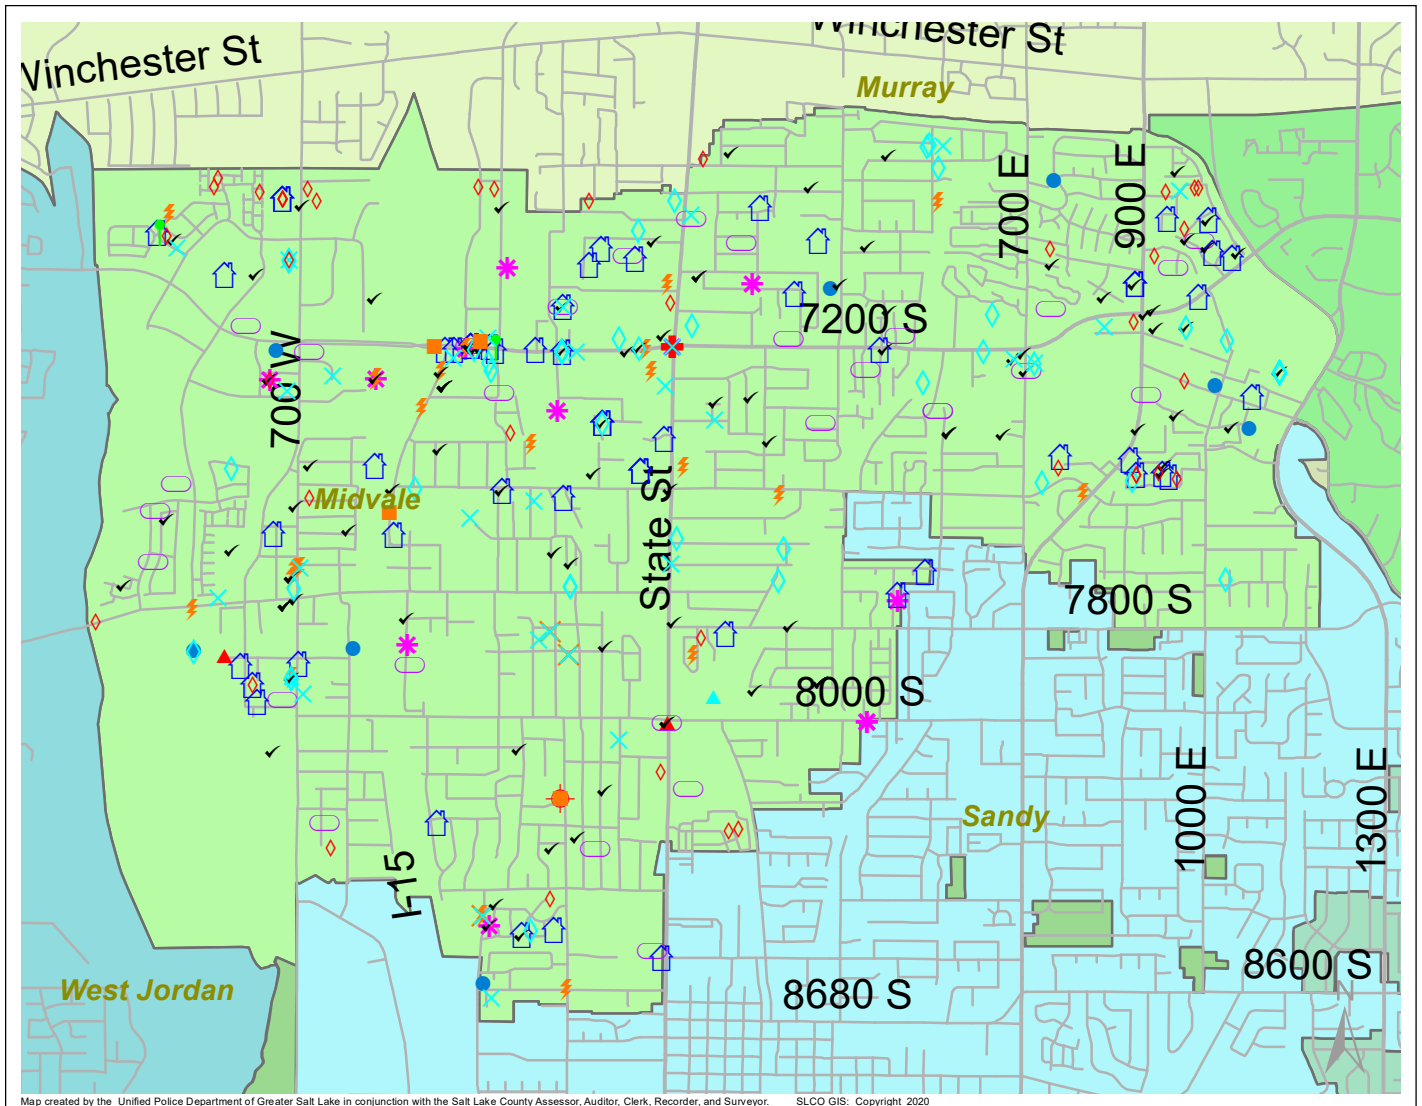 Winchester St
Winchester St
Murray
700 E
900 E
7200 S
700 W
Midvale
State St
7800 S
8000 S
1000 E
1300 E
Sandy
I-15
8600 S
West Jordan
8680 S
Map created by the Unified Police Department of Greater Salt Lake in conjunction with the Salt Lake County Assessor, Auditor, Clerk, Recorder, and Surveyor. SLCO GIS: Copyright 2020